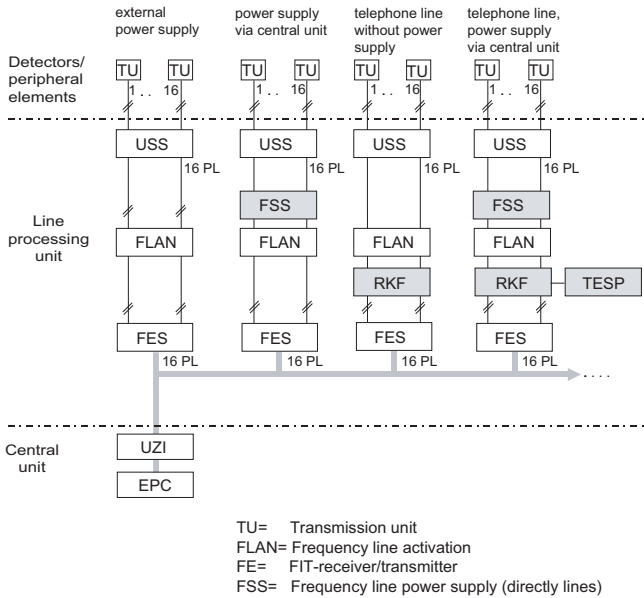 external
power supply
power supply
via central unit
telephone line
without power
supply
telephone line,
power supply
via central unit
Detectors/
peripheral
elements
TU TU TU TU TU TU TU TU
1 . . 16 1 . . 16 1 . . 16 1 . . 16
USS USS USS USS
16 PL 16 PL 16 PL 16 PL
FSS FSS
Line
processing
unit
FLAN FLAN FLAN FLAN
RKF RKF TESP
FES FES FES FES
16 PL 16 PL 16 PL 16 PL
. . . .
Central
unit
UZI
EPC
TU= Transmission unit
FLAN= Frequency line activation
FE= FIT-receiver/transmitter
FSS= Frequency line power supply (directly lines)